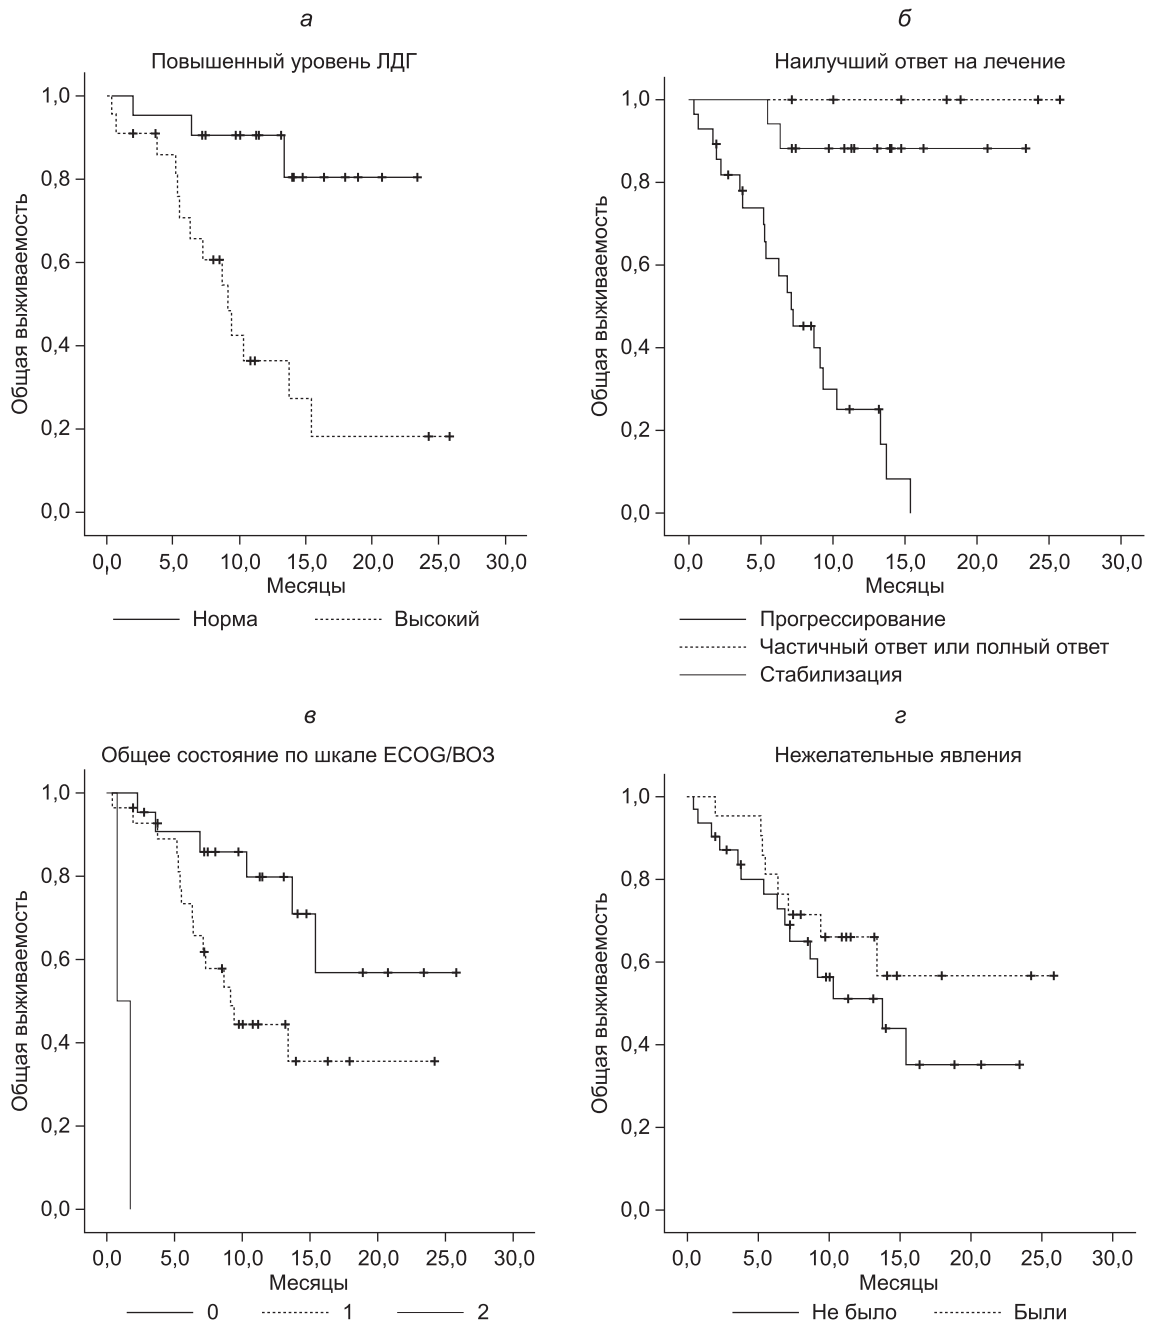 а
Повышенный уровень ЛДГ
Общая выживаемость
1,0
0,8
0,6
0,4
0,2
0,0
0,0 5,0 10,0 15,0 20,0 25,0 30,0
Месяцы
Норма Высокий
б
Наилучший ответ на лечение
Общая выживаемость
1,0
0,8
0,6
0,4
0,2
0,0
0,0 5,0 10,0 15,0 20,0 25,0 30,0
Месяцы
Прогрессирование
Частичный ответ или полный ответ
Стабилизация
в
Общее состояние по шкале ECOG/ВОЗ
Общая выживаемость
1,0
0,8
0,6
0,4
0,2
0,0
0,0 5,0 10,0 15,0 20,0 25,0 30,0
Месяцы
0 1 2
г
Нежелательные явления
Общая выживаемость
1,0
0,8
0,6
0,4
0,2
0,0
0,0 5,0 10,0 15,0 20,0 25,0 30,0
Месяцы
Не было Были